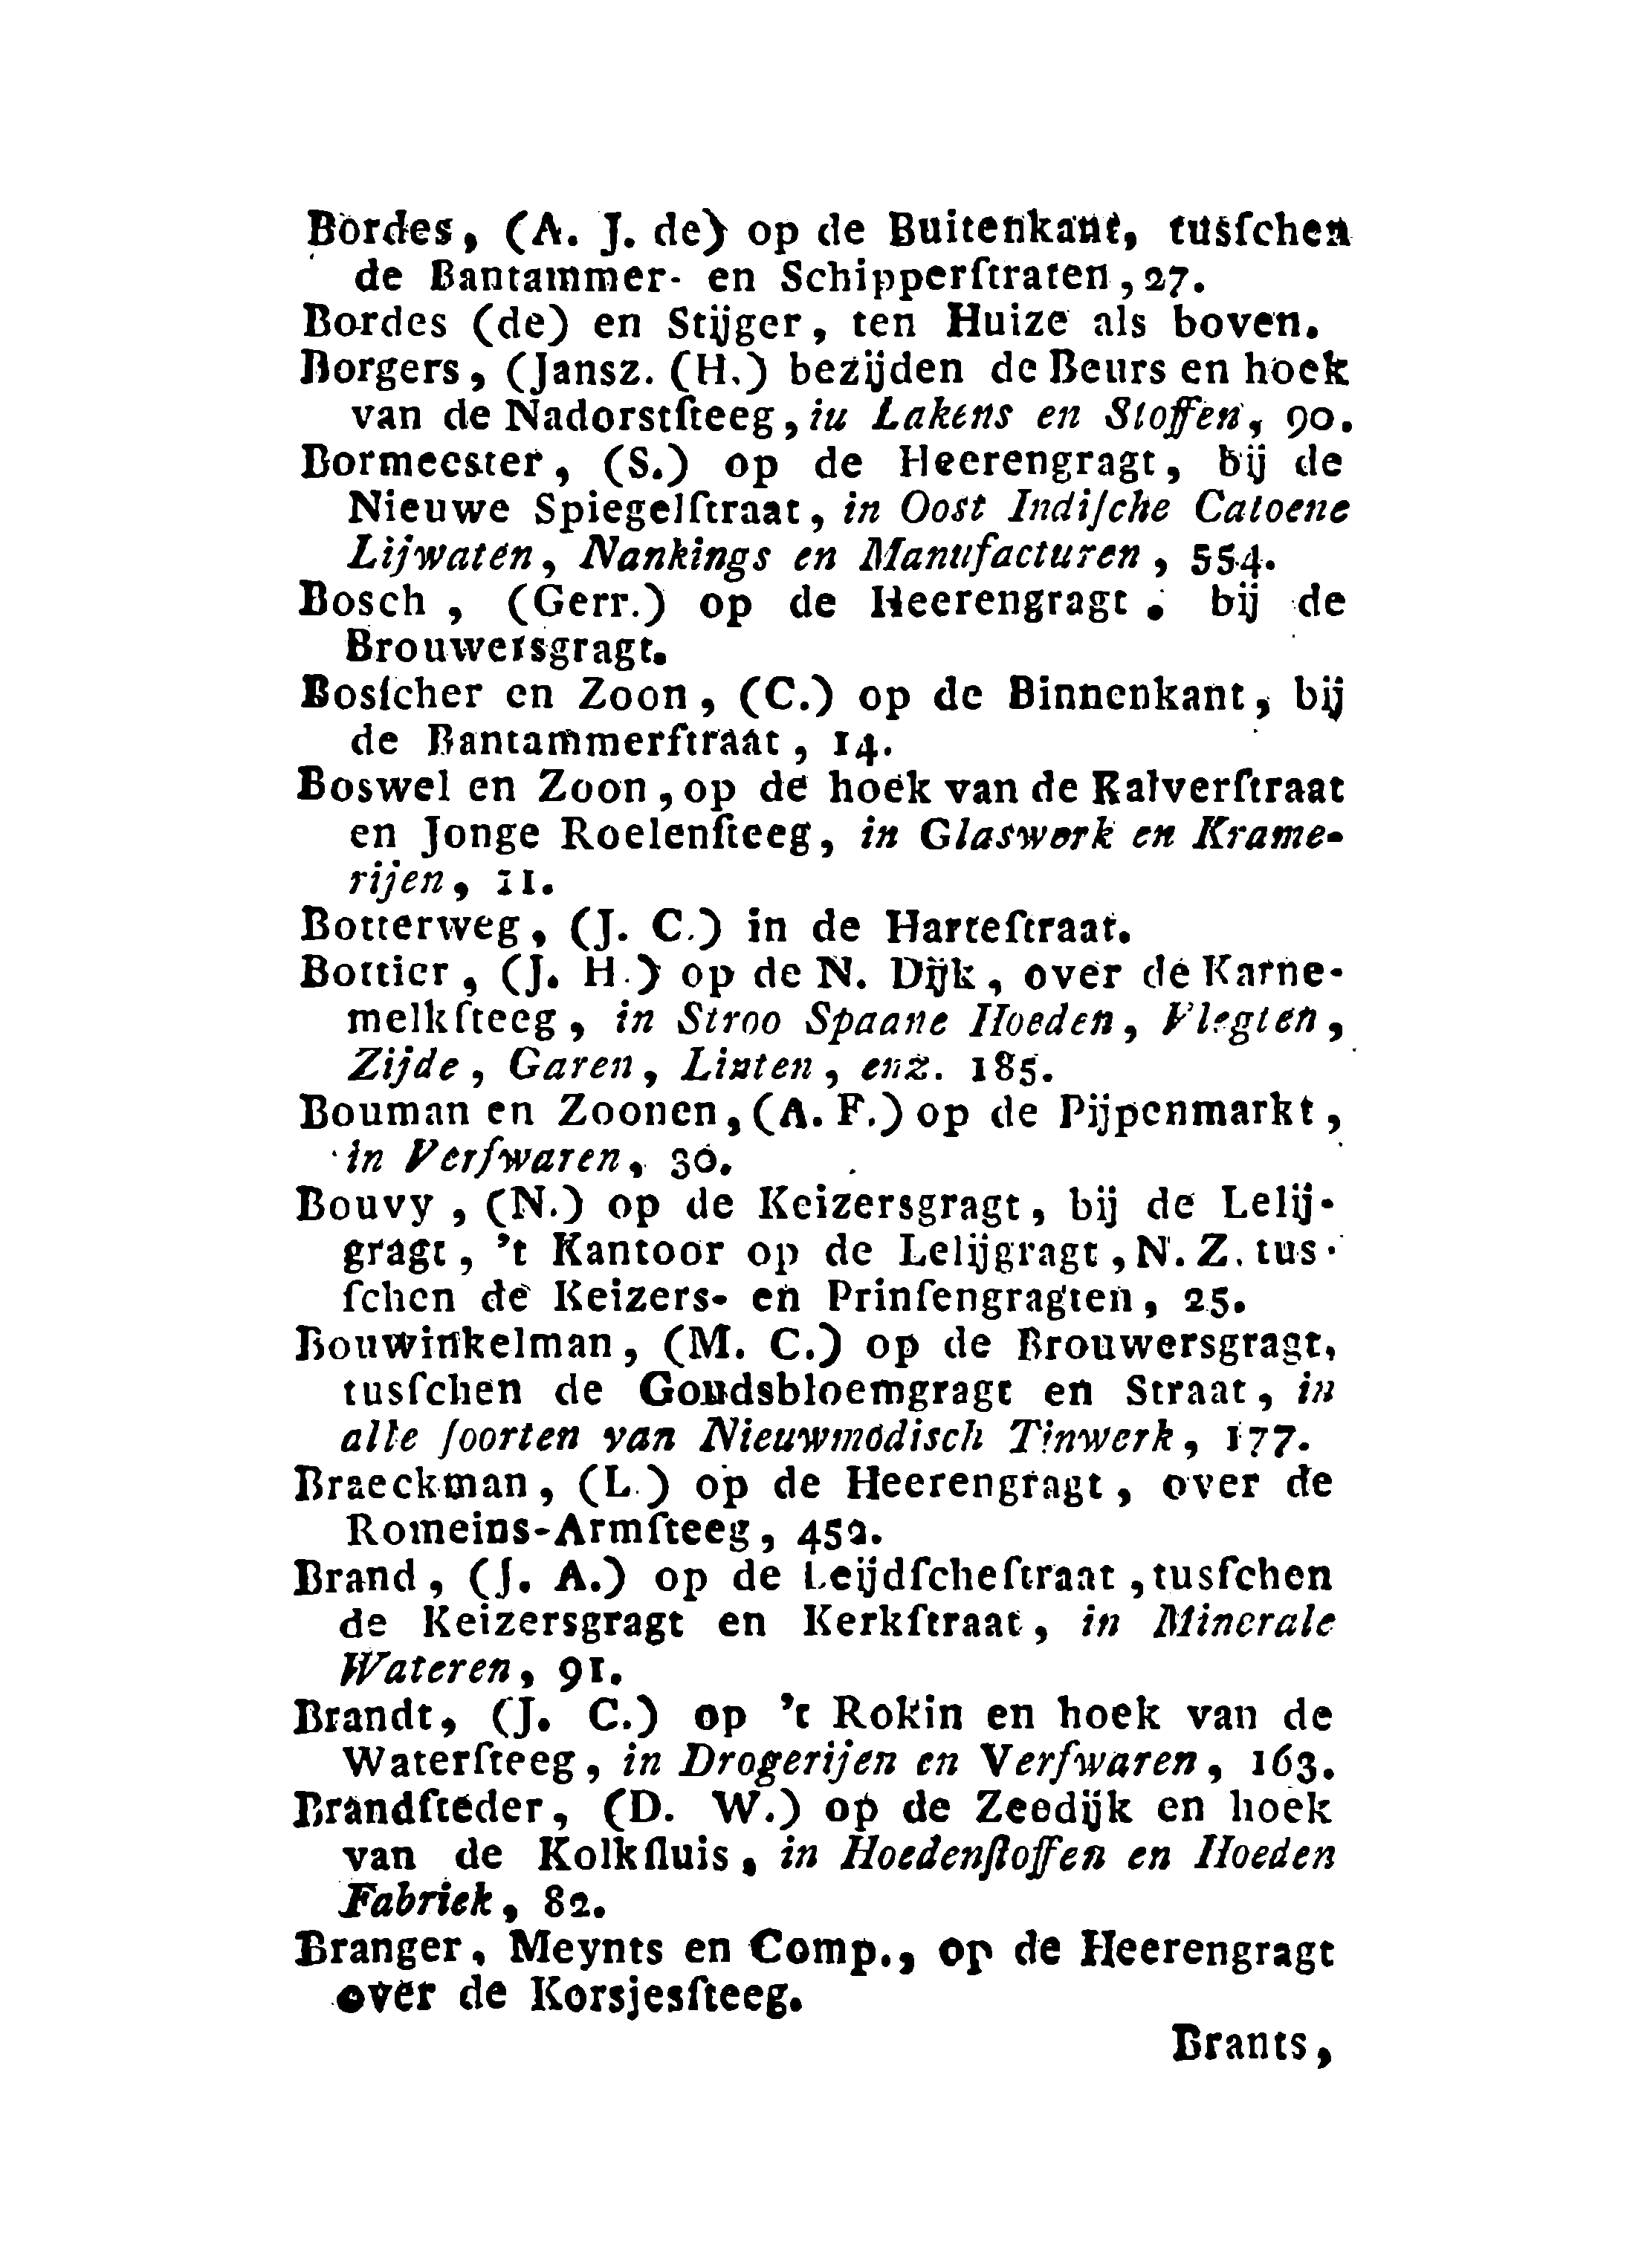 Bordes, (A. J. de) op de Buitenkant, tusſchen
de Bantammer- en Schipperſtraten, 27.
Bordes (de) en Stijger, ten Huize als boven.
Borgers, (Jansz. (H.) bezijden de Beurs en hoek
van de Nadorstſteeg, iu Lakens en Stoffen, 90.
Bormeester, (S.) op de Heerengragt, bij de
Nieuwe Spiegelſtraat, in Oost Indiſche Catoene
Lijwaten, Nankings en Manufacturen, 554.
Bosch, (Gerr.) op de Heerengragt. bij de
Brouwersgragt.
Bosſcher en Zoon, (C.) op de Binnenkant, bij
de Bantammerſtraat, 14.
Boswel en Zoon, op de hoek van de Kalverſtraat
en Jonge Roelenſteeg, in Glaswerk en Krame-
rijen, 11.
Botterweg, (J. C.) in de Harteſtraat.
Bottier, (J. H.) op de N. Dijk, over de Karne-
melkſteeg, in Stroo Spaane Hoeden, Vlegten,
Zijde, Garen, Linten, enz. 185.
Bouman en Zoonen, (A. F.) op de Pijpenmarkt,
in Verfwaren, 30.
Bouvy, (N.) op de Keizersgragt, bij de Lelij-
gragt, 't Kantoor op de Lelijgragt, N. Z. tus-
ſchen de Keizers- en Prinſengragten, 25.
Bouwinkelman, (M. C.) op de Brouwersgragt,
tusſchen de Goudsbloemgragt en Straat, in
alle ſoorten van Nieuwmodisch Tinwerk, 177.
Braeckman, (L.) op de Heerengragt, over de
Romeins-Armſteeg, 452.
Brand, (J. A.) op de Leijdſcheſtraat, tusſchen
de Keizersgragt en Kerkſtraat, in Minerale
Wateren, 91.
Brandt, (J. C.) op 't Rokin en hoek van de
Waterſteeg, in Drogerijen en Verfwaren, 163.
Brandſteder, (D. W.) op de Zeedijk en hoek
van de Kolkſluis, in Hoedenſtoffen en Hoeden
Fabriek, 82.
Branger, Meynts en Comp., op de Heerengragt
over de Korsjesſteeg.
Brants,